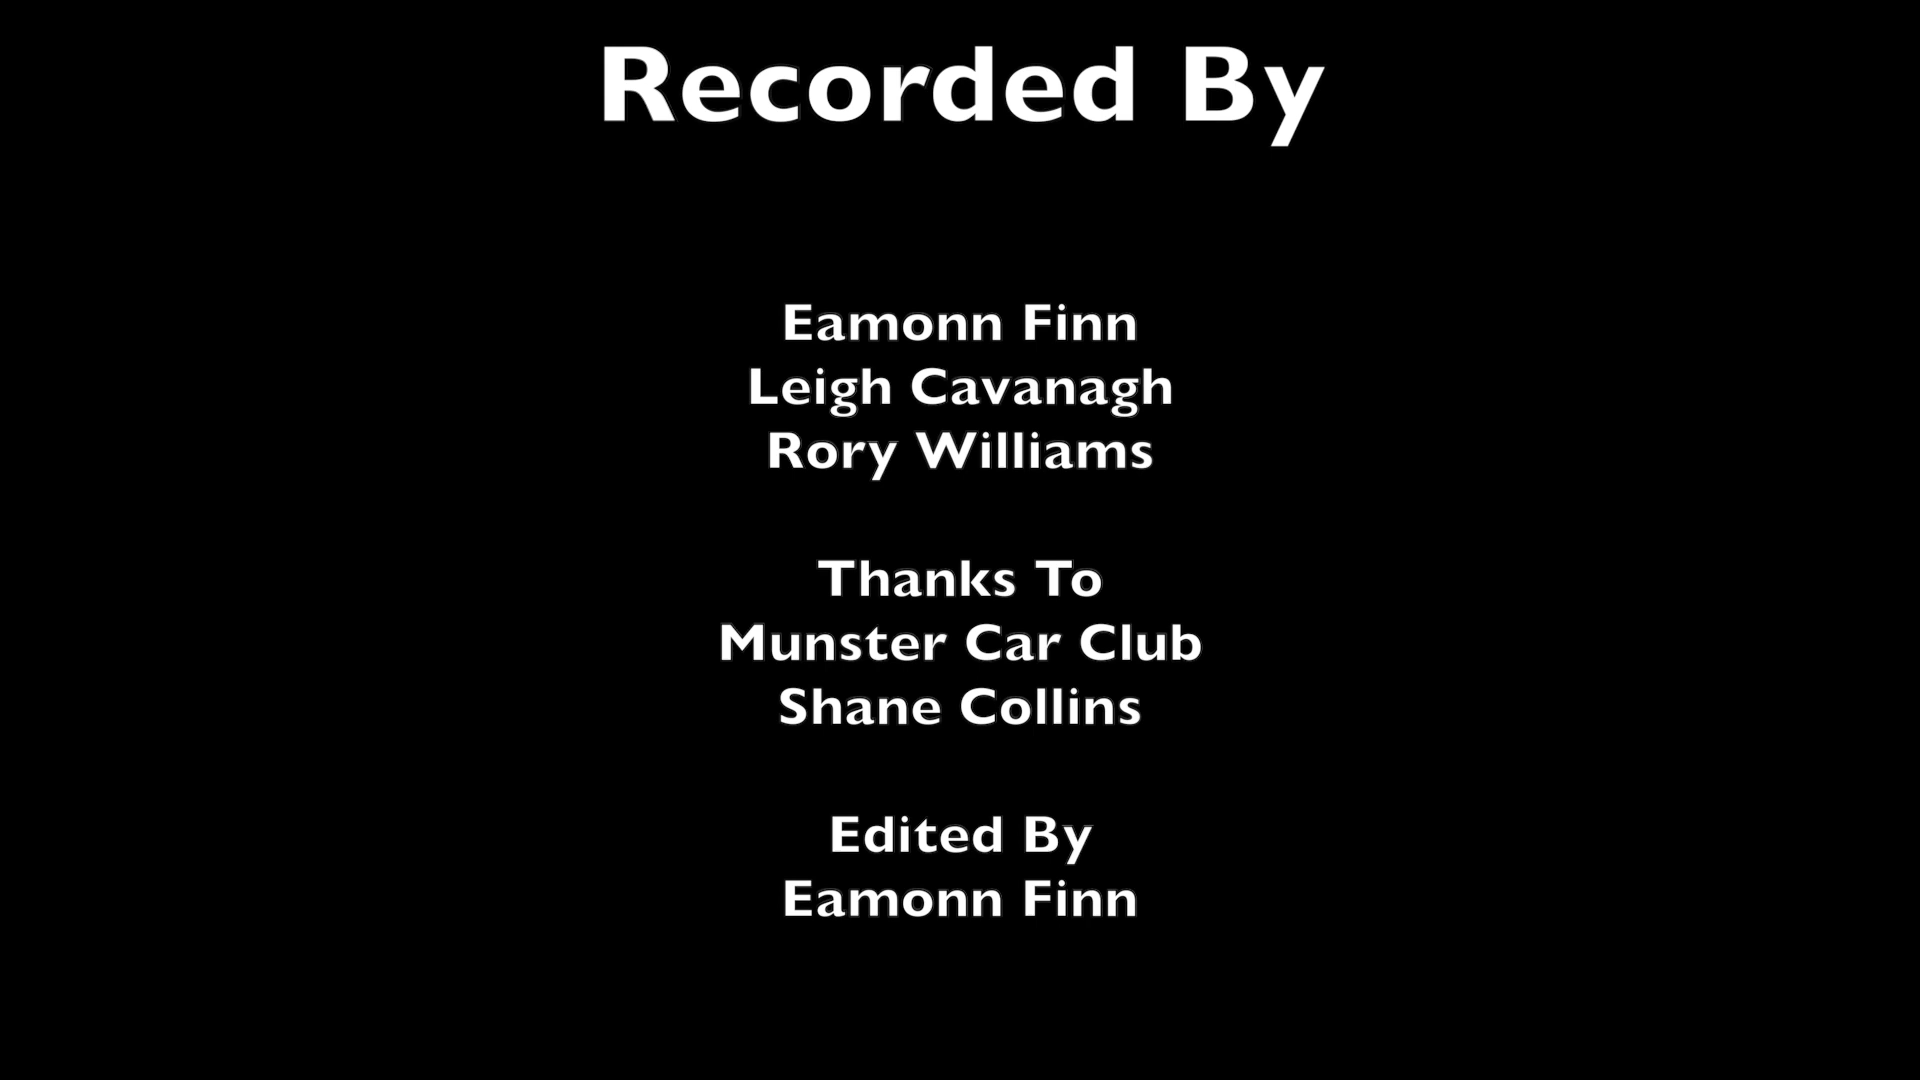 Recorded By
Eamonn Finn
Leigh Cavanagh
Rory Williams
Thanks To
Munster Car Club
Shane Collins
Edited By
Eamonn Finn